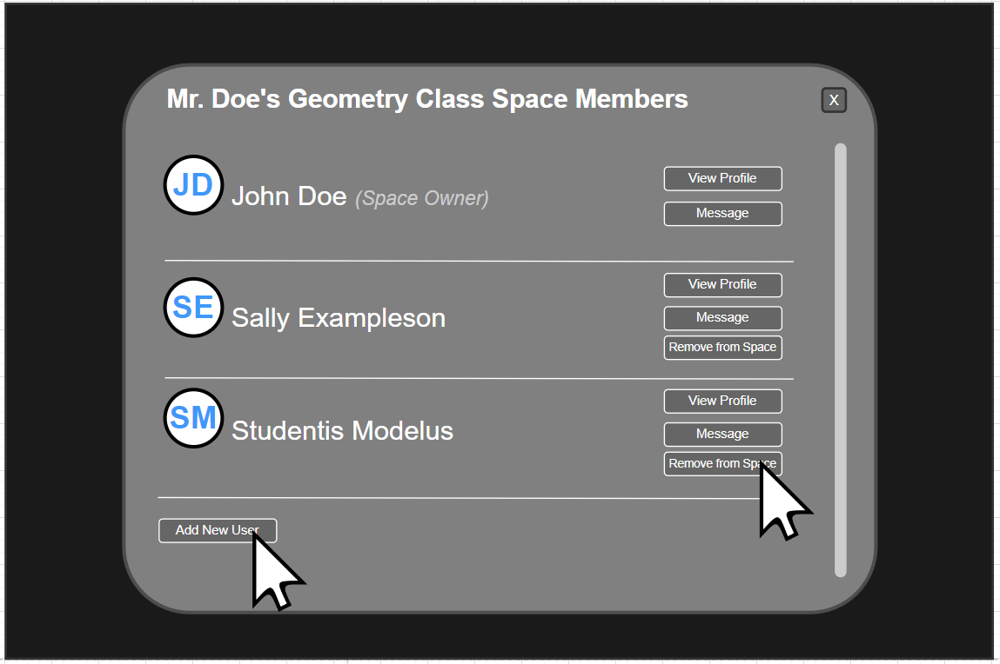 Mr. Doe's Geometry Class Space Members
X
JD
John Doe (Space Owner)
View Profile
Message
SE
Sally Exampleson
View Profile
Message
Remove from Space
SM
Studentis Modelus
View Profile
Message
Remove from Space
Add New User